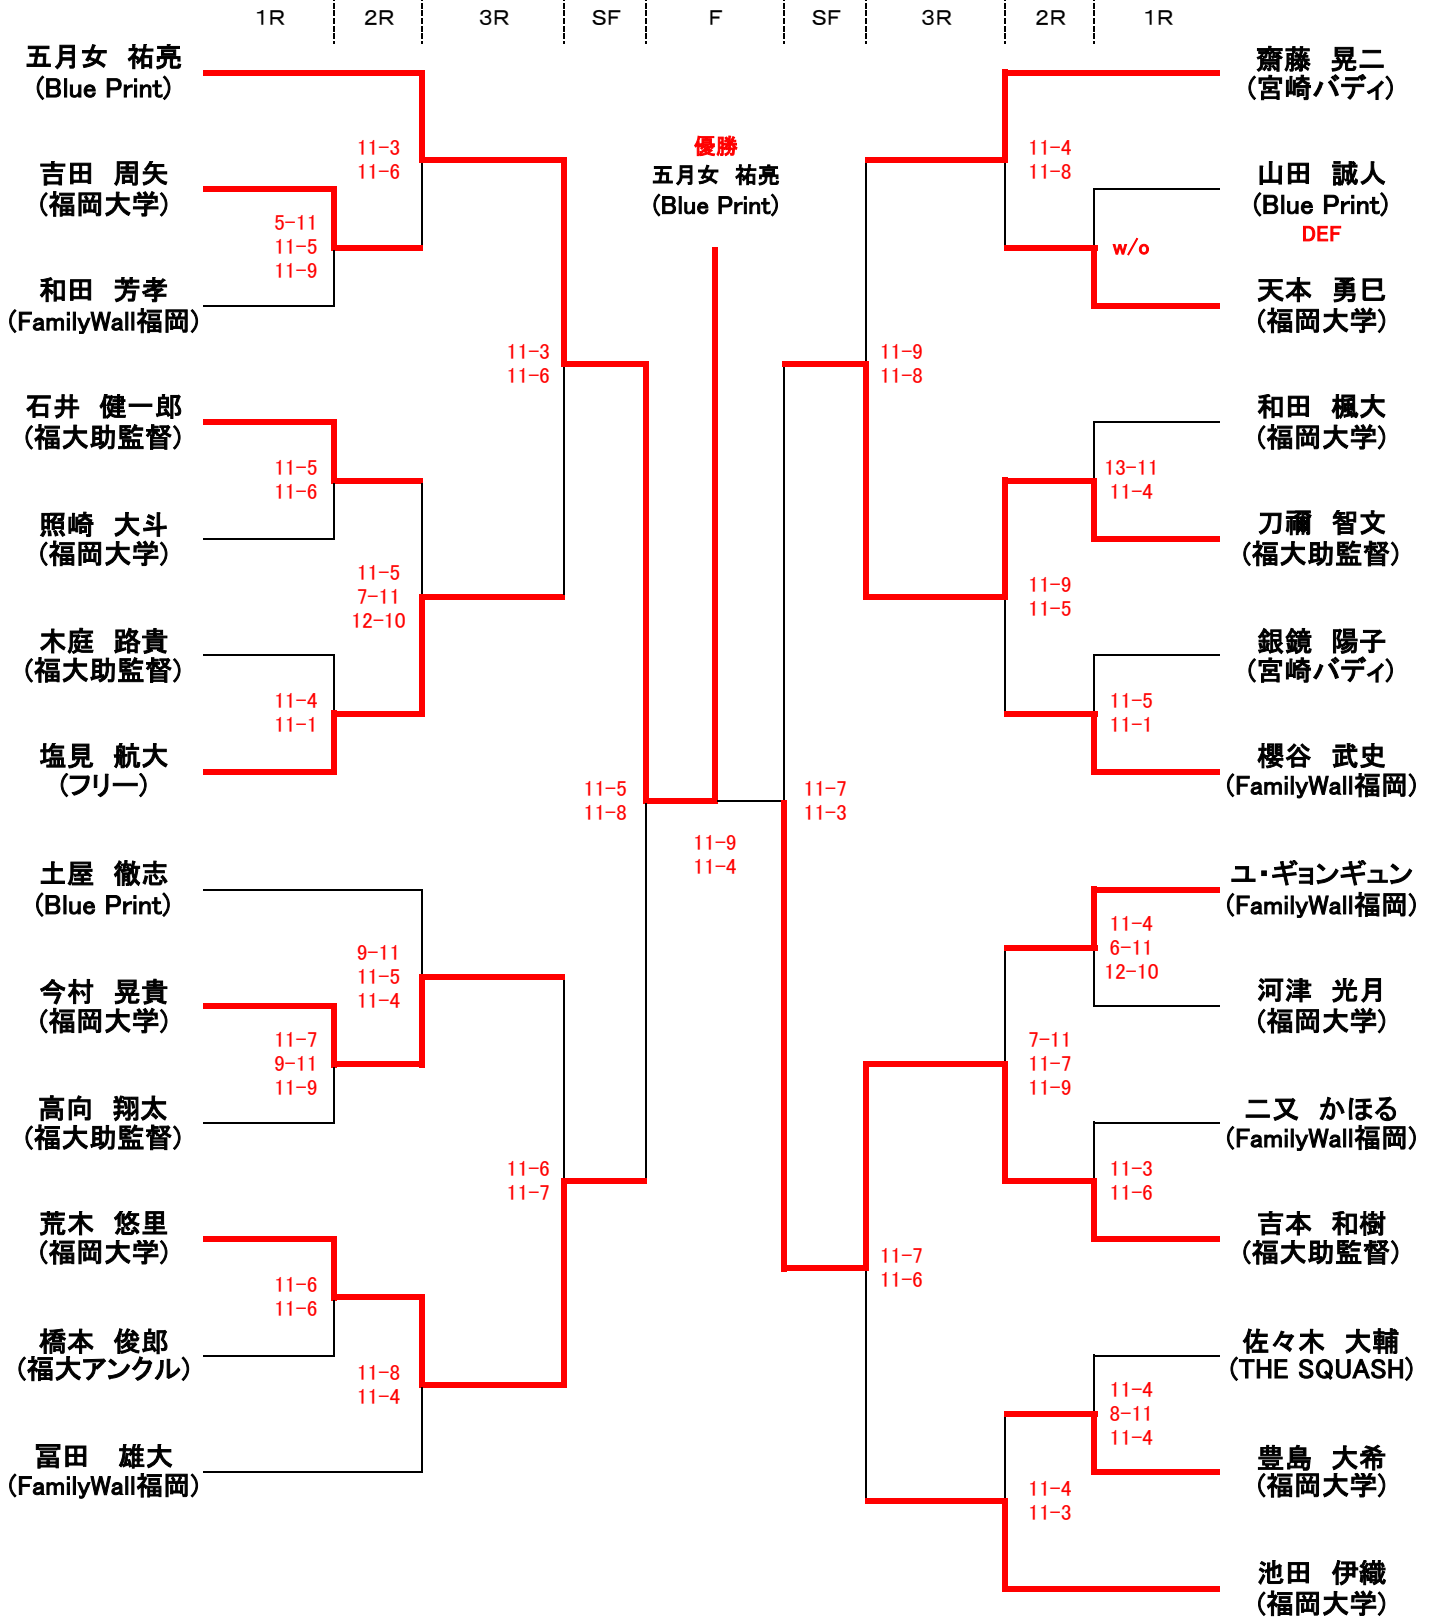 1R 2R 3R SF F SF 3R 2R 1R
五月女 祐亮
(Blue Print)
吉田 周矢
(福岡大学)
和田 芳孝
(FamilyWall福岡)
石井 健一郎
(福大助監督)
照崎 大斗
(福岡大学)
木庭 路貴
(福大助監督)
塩見 航大
(フリー)
土屋 徹志
(Blue Print)
今村 晃貴
(福岡大学)
高向 翔太
(福大助監督)
荒木 悠里
(福岡大学)
橋本 俊郎
(福大アンクル)
冨田 雄大
(FamilyWall福岡)
5-11
11-5
11-9
11-5
11-6
11-4
11-1
11-7
9-11
11-9
11-6
11-6
11-3
11-6
11-5
7-11
12-10
9-11
11-5
11-4
11-8
11-4
11-3
11-6
11-6
11-7
11-5
11-8
優勝
五月女 祐亮
(Blue Print)
11-9
11-4
11-7
11-3
11-9
11-8
11-7
11-6
11-4
11-8
11-9
11-5
7-11
11-7
11-9
11-4
11-3
w/o
13-11
11-4
11-5
11-1
11-4
6-11
12-10
11-3
11-6
11-4
8-11
11-4
齋藤 晃二
(宮崎バディ)
山田 誠人
(Blue Print)
DEF
天本 勇巳
(福岡大学)
和田 楓大
(福岡大学)
刀禰 智文
(福大助監督)
銀鏡 陽子
(宮崎バディ)
櫻谷 武史
(FamilyWall福岡)
ユ・ギョンギュン
(FamilyWall福岡)
河津 光月
(福岡大学)
二又 かほる
(FamilyWall福岡)
吉本 和樹
(福大助監督)
佐々木 大輔
(THE SQUASH)
豊島 大希
(福岡大学)
池田 伊織
(福岡大学)